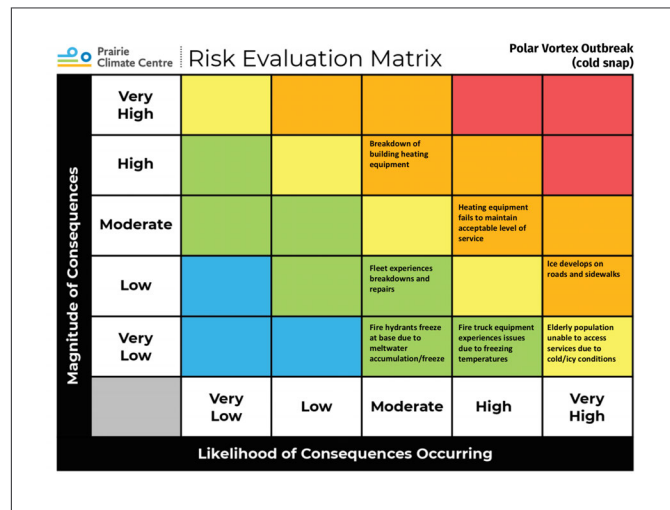 Prairie
Climate Centre
Risk Evaluation Matrix
Polar Vortex Outbreak
(cold snap)
Magnitude of Consequences
Very
High
High
Breakdown of
building heating
equipment
Moderate
Heating equipment
fails to maintain
acceptable level of
service
Low
Fleet experiences
breakdowns and
repairs
Ice develops on
roads and sidewalks
Very
Low
Fire hydrants freeze
at base due to
meltwater
accumulation/freeze
Fire truck equipment
experiences issues
due to freezing
temperatures
Elderly population
unable to access
services due to
cold/icy conditions
Very
Low
Low
Moderate
High
Very
High
Likelihood of Consequences Occurring